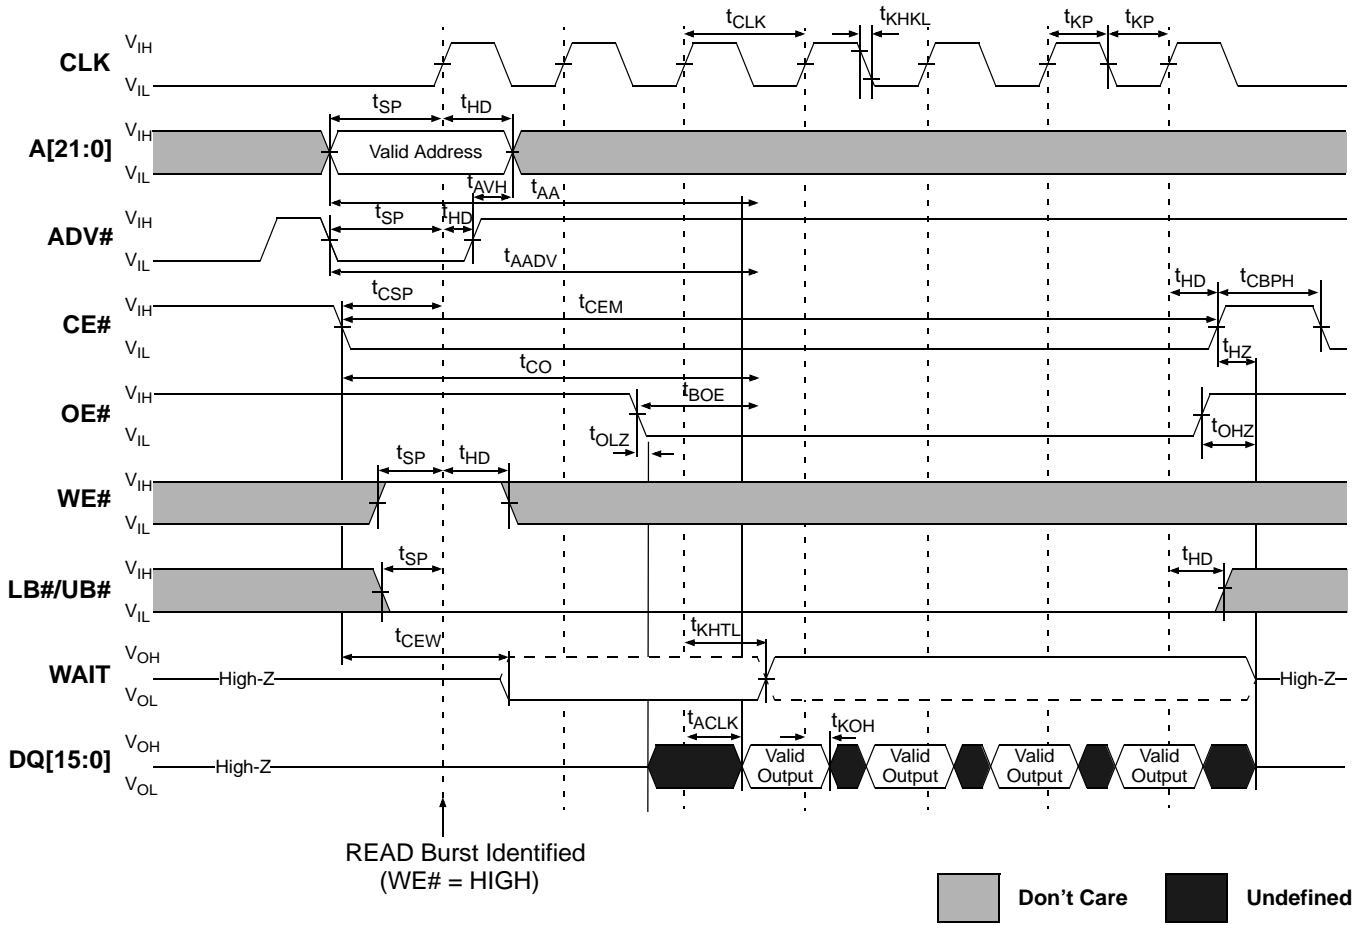 tCLK tKHKL tKP tKP
CLK VIH
VIL
tSP tHD
A[21:0] VIH
VIL
Valid Address
tAVH tAA
ADV# VIH
VIL
tSP tHD
tAADV
tCSP tCEM tHD tCBPH
CE# VIH
VIL
tCO tHZ
tBOE
OE# VIH
VIL
tOLZ tOHZ
tSP tHD
WE# VIH
VIL
tSP tHD
LB#/UB# VIH
VIL
tCEW tKHTL
WAIT VOH
VOL
High-Z High-Z
tACLK tKOH
DQ[15:0] VOH
VOL
High-Z
Valid Valid Valid Valid
Output Output Output Output
READ Burst Identified
(WE# = HIGH)
Don't Care Undefined